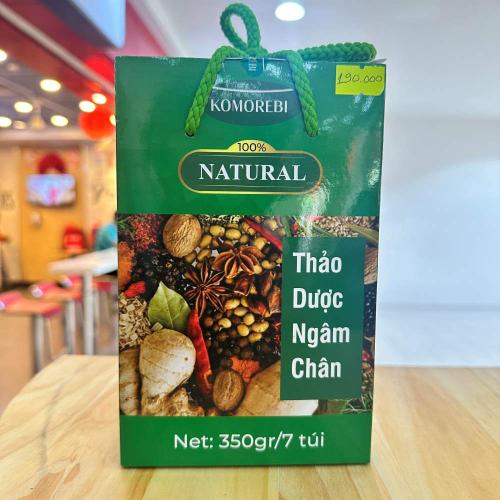 190.000
KOMOREBI
100%
NATURAL
Thảo
Dược
Ngâm
Chân
Net: 350gr/7 túi